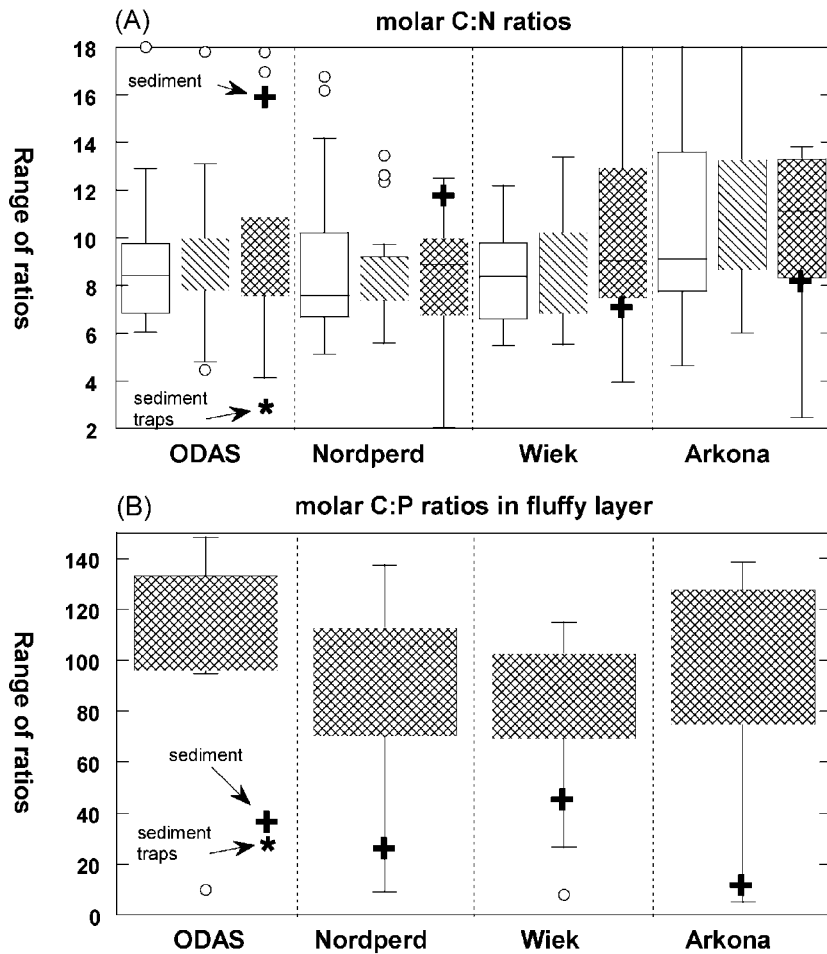 (A) molar C:N ratios
18
16
14
12
10
8
6
4
2
Range of ratios
sediment
sediment
traps
ODAS Nordperd Wiek Arkona
(B) molar C:P ratios in fluffy layer
140
120
100
80
60
40
20
0
Range of ratios
sediment
sediment
traps
ODAS Nordperd Wiek Arkona